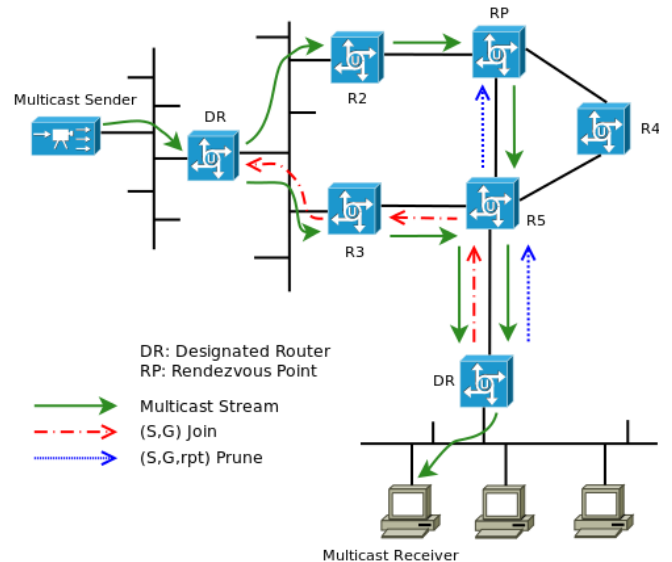 RP
R2
Multicast Sender
DR
R4
R3
R5
DR: Designated Router
RP: Rendezvous Point
DR
Multicast Stream
(S,G) Join
(S,G,rpt) Prune
Multicast Receiver